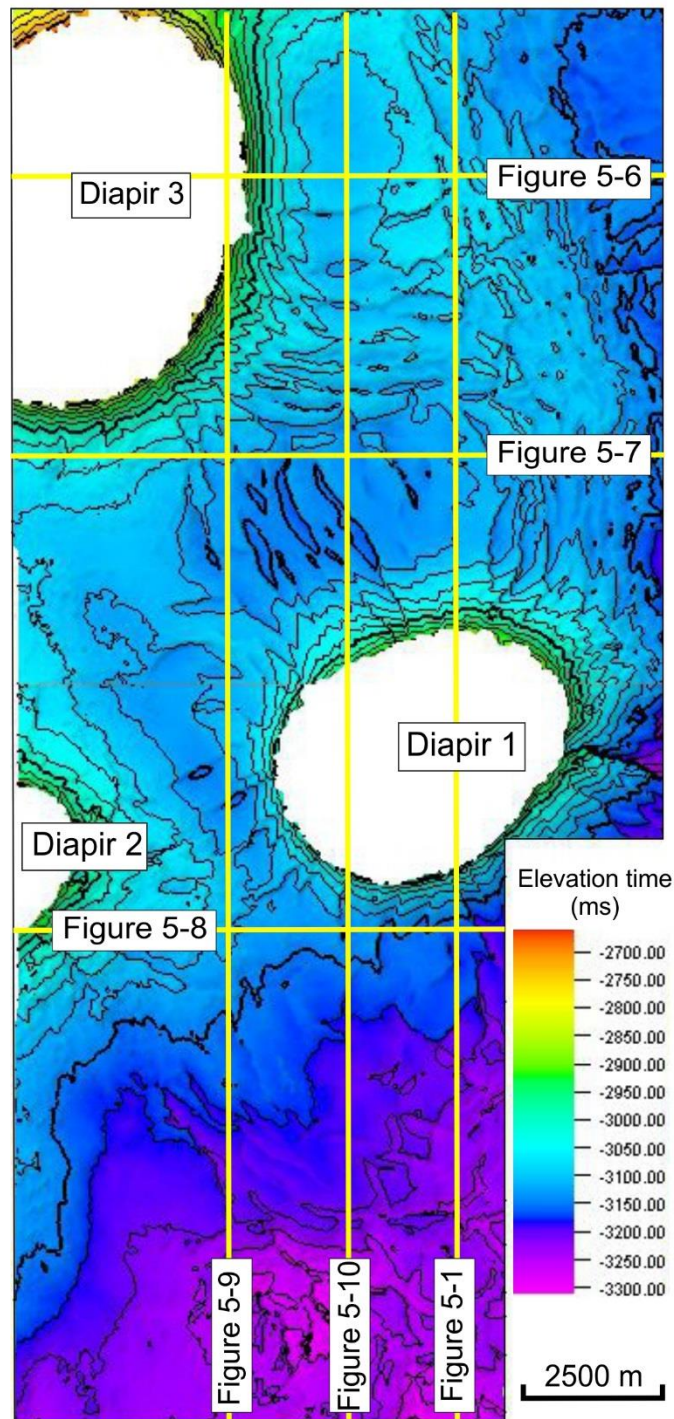 Figure 5-6
Diapir 3
Figure 5-7
Diapir 1
Diapir 2
Figure 5-8
Elevation time
(ms)
-2700.00
-2750.00
-2800.00
-2850.00
-2900.00
-2950.00
-3000.00
-3050.00
-3100.00
-3150.00
-3200.00
-3250.00
-3300.00
Figure 5-9
Figure 5-10
Figure 5-1
2500 m